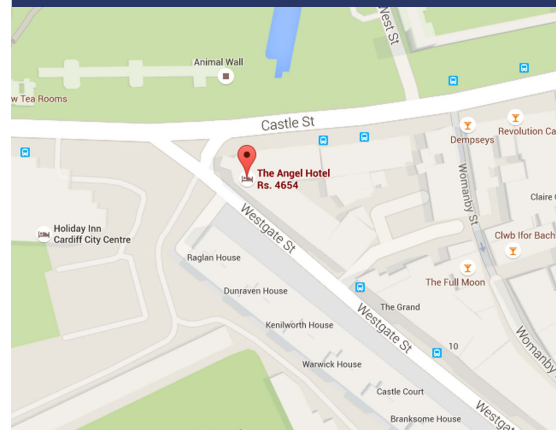 West St
Animal Wall
w Tea Rooms
Castle St
Dempseys
Revolution Ca
The Angel Hotel
Rs. 4654
Womanby St
Claire
Westgate St
Holiday Inn
Cardiff City Centre
Clwb Ifor Bach
Raglan House
The Full Moon
Dunraven House
The Grand
Kenilworth House
Westgate St
10
Womanby
Warwick House
Castle Court
Westga
Branksome House